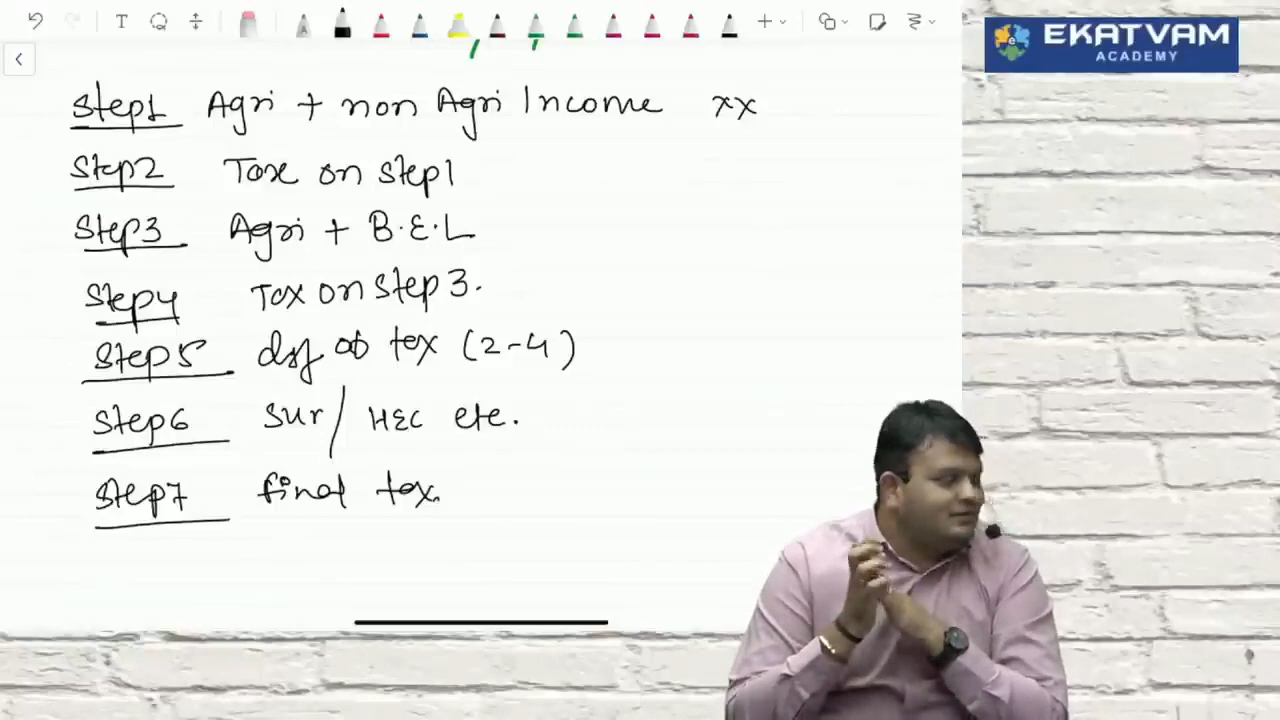 EKATVAM
ACADEMY
Step1 Agri + non Agri Income xx
Step2 Tax on Step1
Step3 Agri + B.E.L
Step4 Tax on Step 3.
Step5 dif of tax (2-4)
Step6 Sur/ HEC etc.
Step7 final tax.